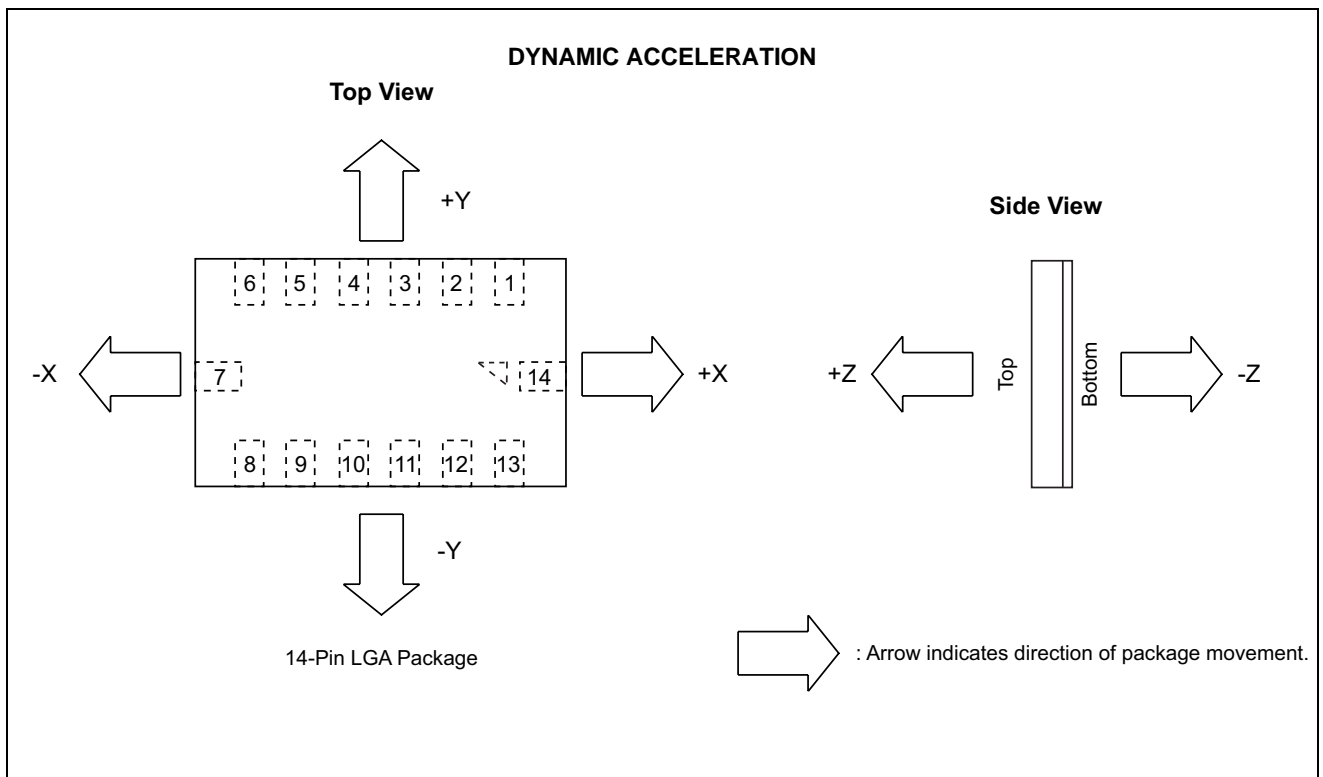 DYNAMIC ACCELERATION
Top View
+Y
Side View
6 5 4 3 2 1
-X
7
14
+X
+Z
Top
Bottom
-Z
8 9 10 11 12 13
-Y
14-Pin LGA Package
: Arrow indicates direction of package movement.